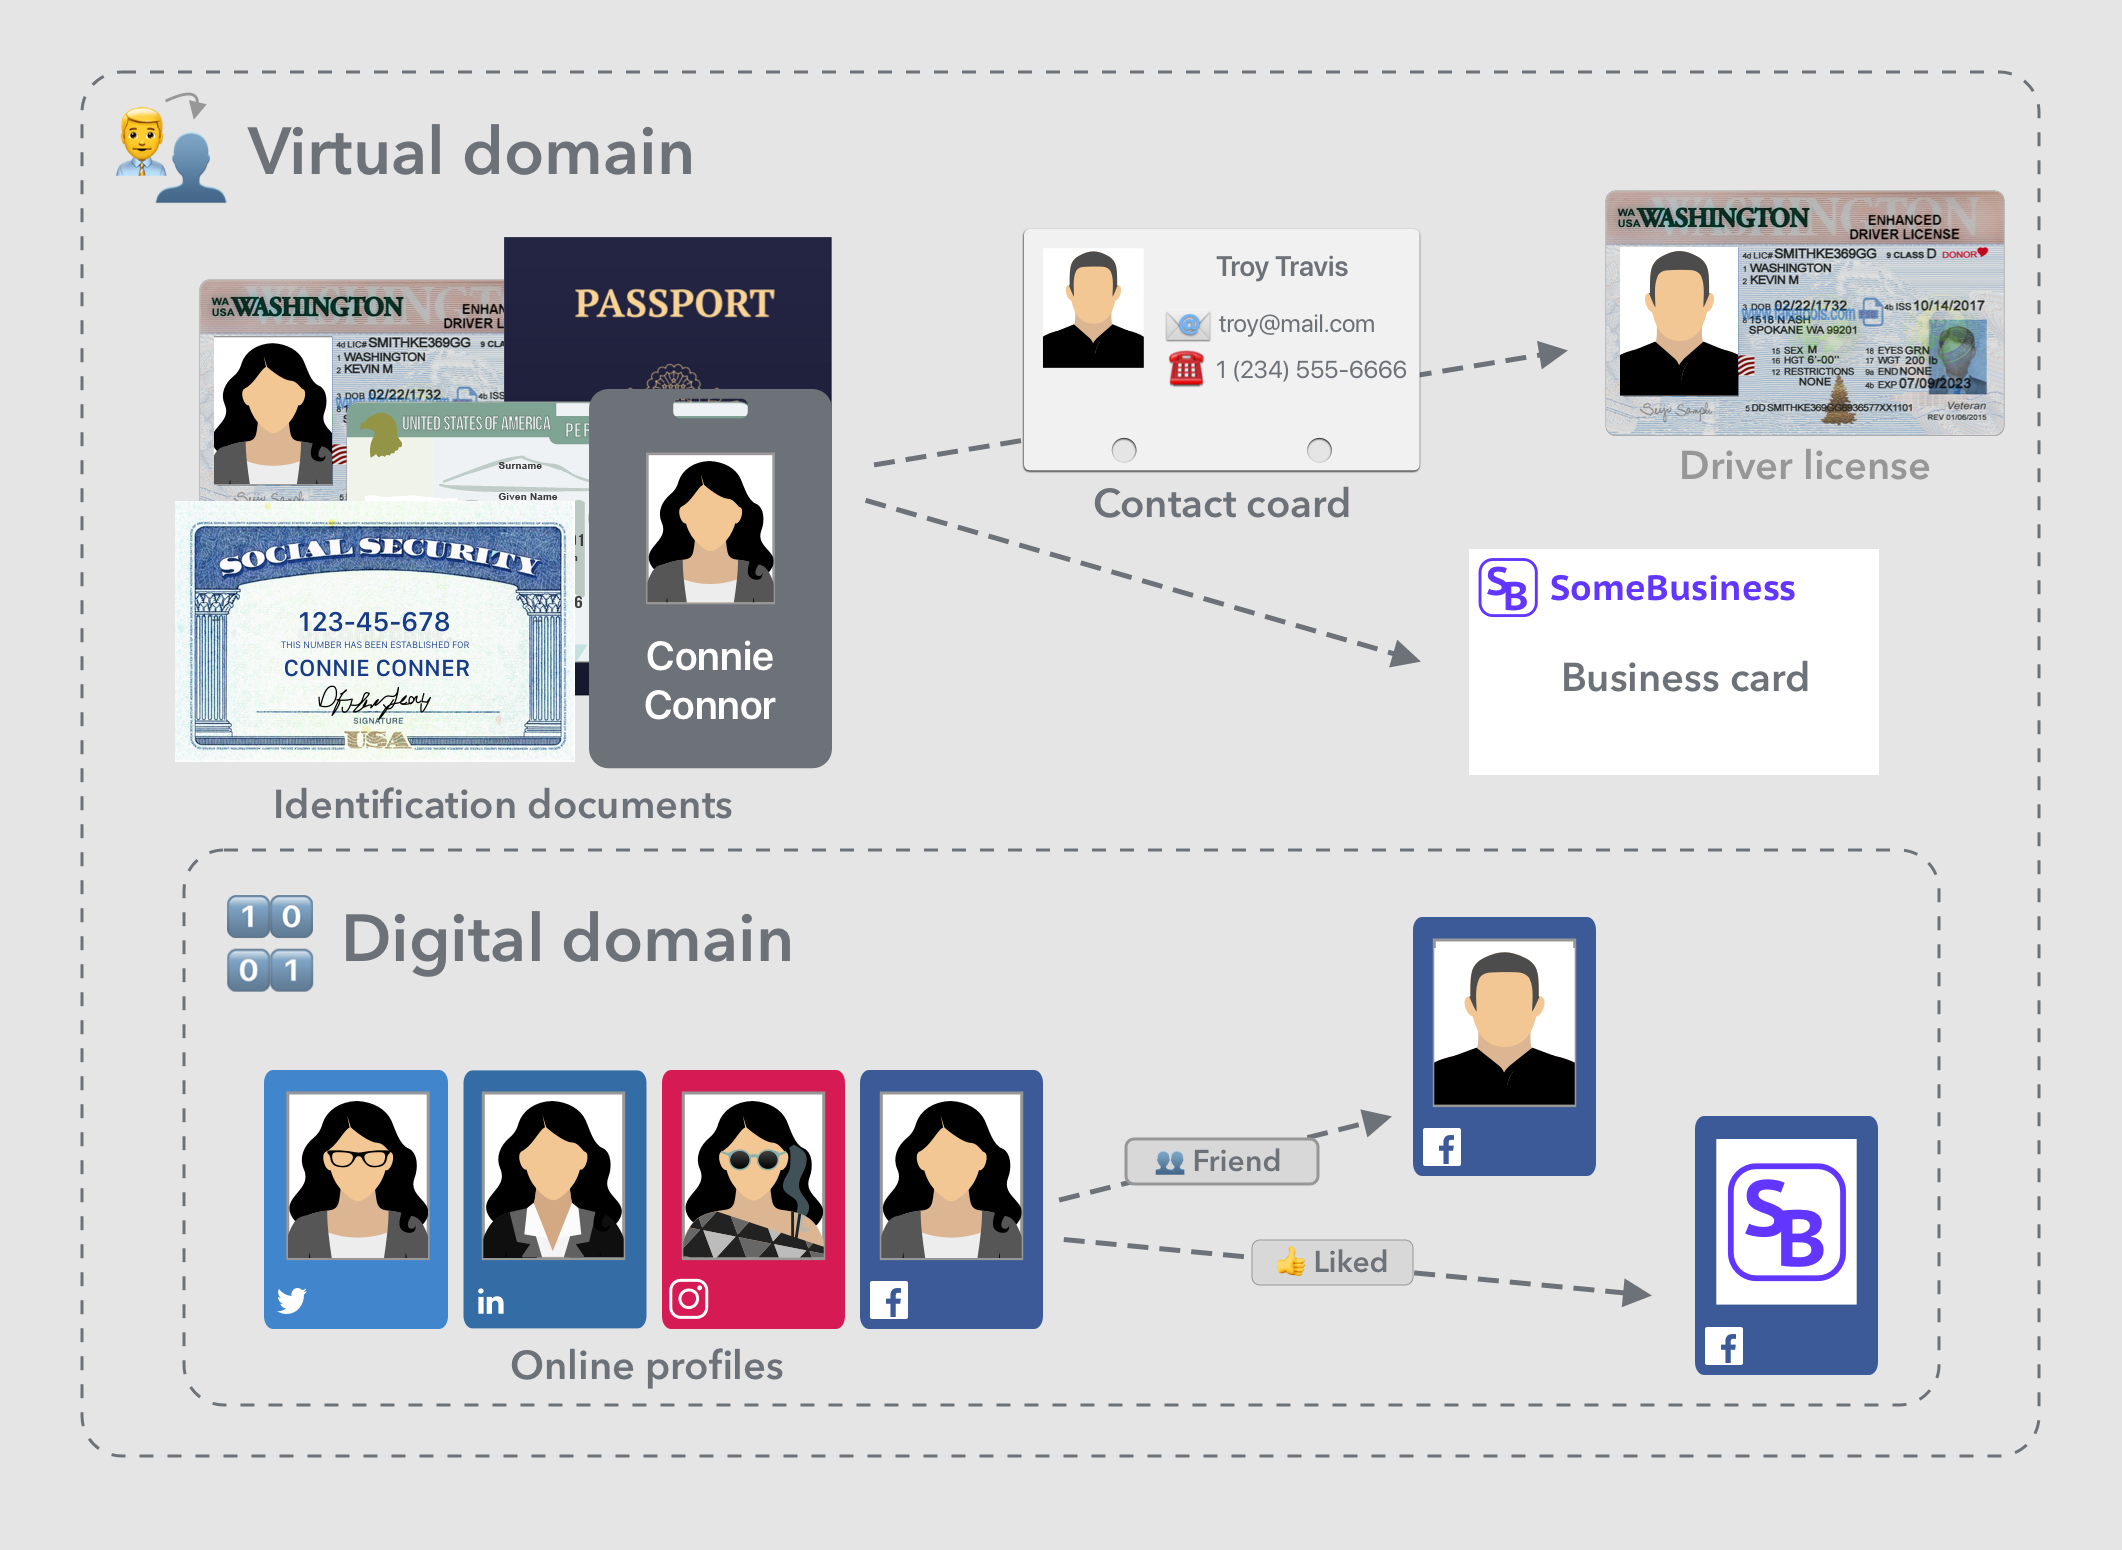 Virtual domain
WA
USA
WASHINGTON
ENHAN
DRIVER L
4d LIC# SMITHKE369GG 9 CLA
1 WASHINGTON
2 KEVIN M
3 DOB 02/22/1732 4b ISS
PASSPORT
UNITED STATES OF AMERICA
PER
Surname
Given Name
SOCIAL SECURITY
123-45-678
THIS NUMBER HAS BEEN ESTABLISHED FOR
CONNIE CONNER
SIGNATURE
USA
Connie
Connor
Identification documents
Troy Travis
troy@mail.com
1 (234) 555-6666
Contact coard
WA
USA
WASHINGTON
ENHANCED
DRIVER LICENSE
4d LIC# SMITHKE369GG 9 CLASS D DONOR
1 WASHINGTON
2 KEVIN M
3 DOB 02/22/1732 4b ISS 10/14/2017
8 1518 N ASH
SPOKANE WA 99201
15 SEX M 18 EYES GRN
16 HGT 6'-00" 17 WGT 200 lb
12 RESTRICTIONS 9a END NONE
NONE 4b EXP 07/09/2023
5 DD SMITHKE369GG6936577XX1101
Veteran
REV 01/06/2015
Driver license
SB SomeBusiness
Business card
1 0
0 1
Digital domain
in
Online profiles
Friend
Liked
SB